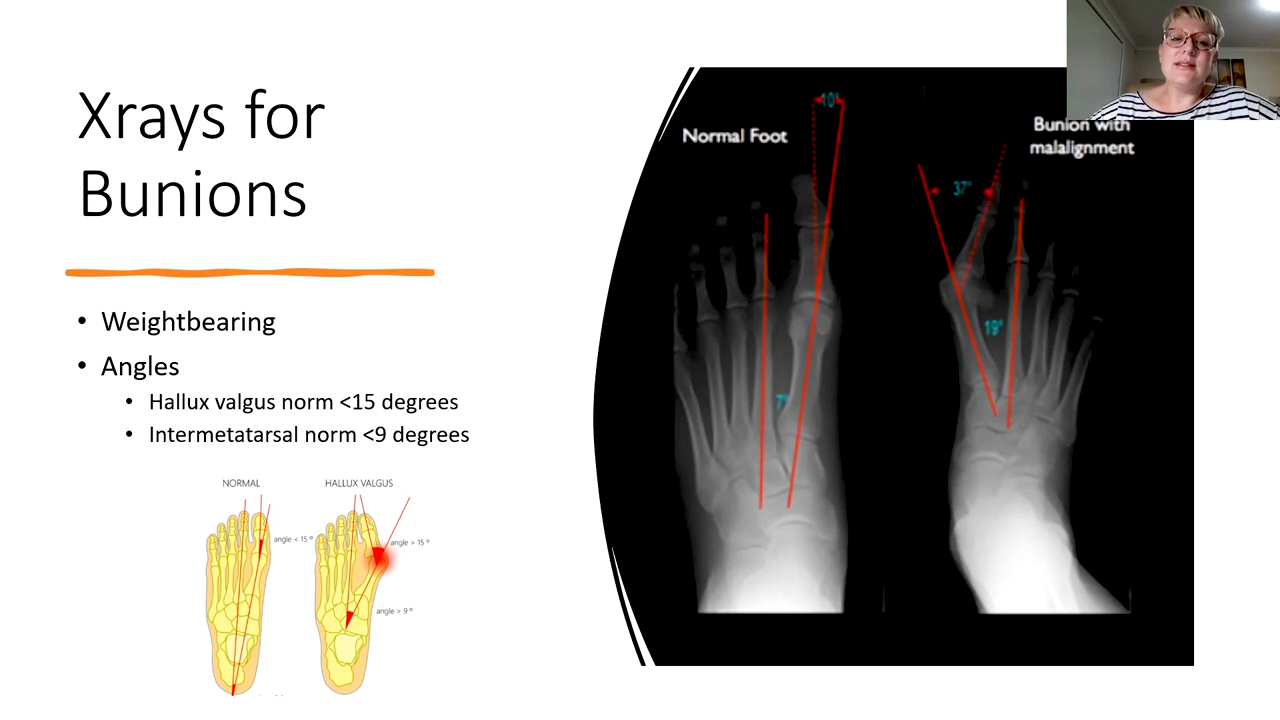 Xrays for
Bunions
• Weightbearing
• Angles
• Hallux valgus norm <15 degrees
• Intermetatarsal norm <9 degrees
NORMAL
HALLUX VALGUS
angle < 15 º
angle > 15 º
angle > 9 º
Normal Foot
10°
7°
Bunion with
malalignment
37°
19°